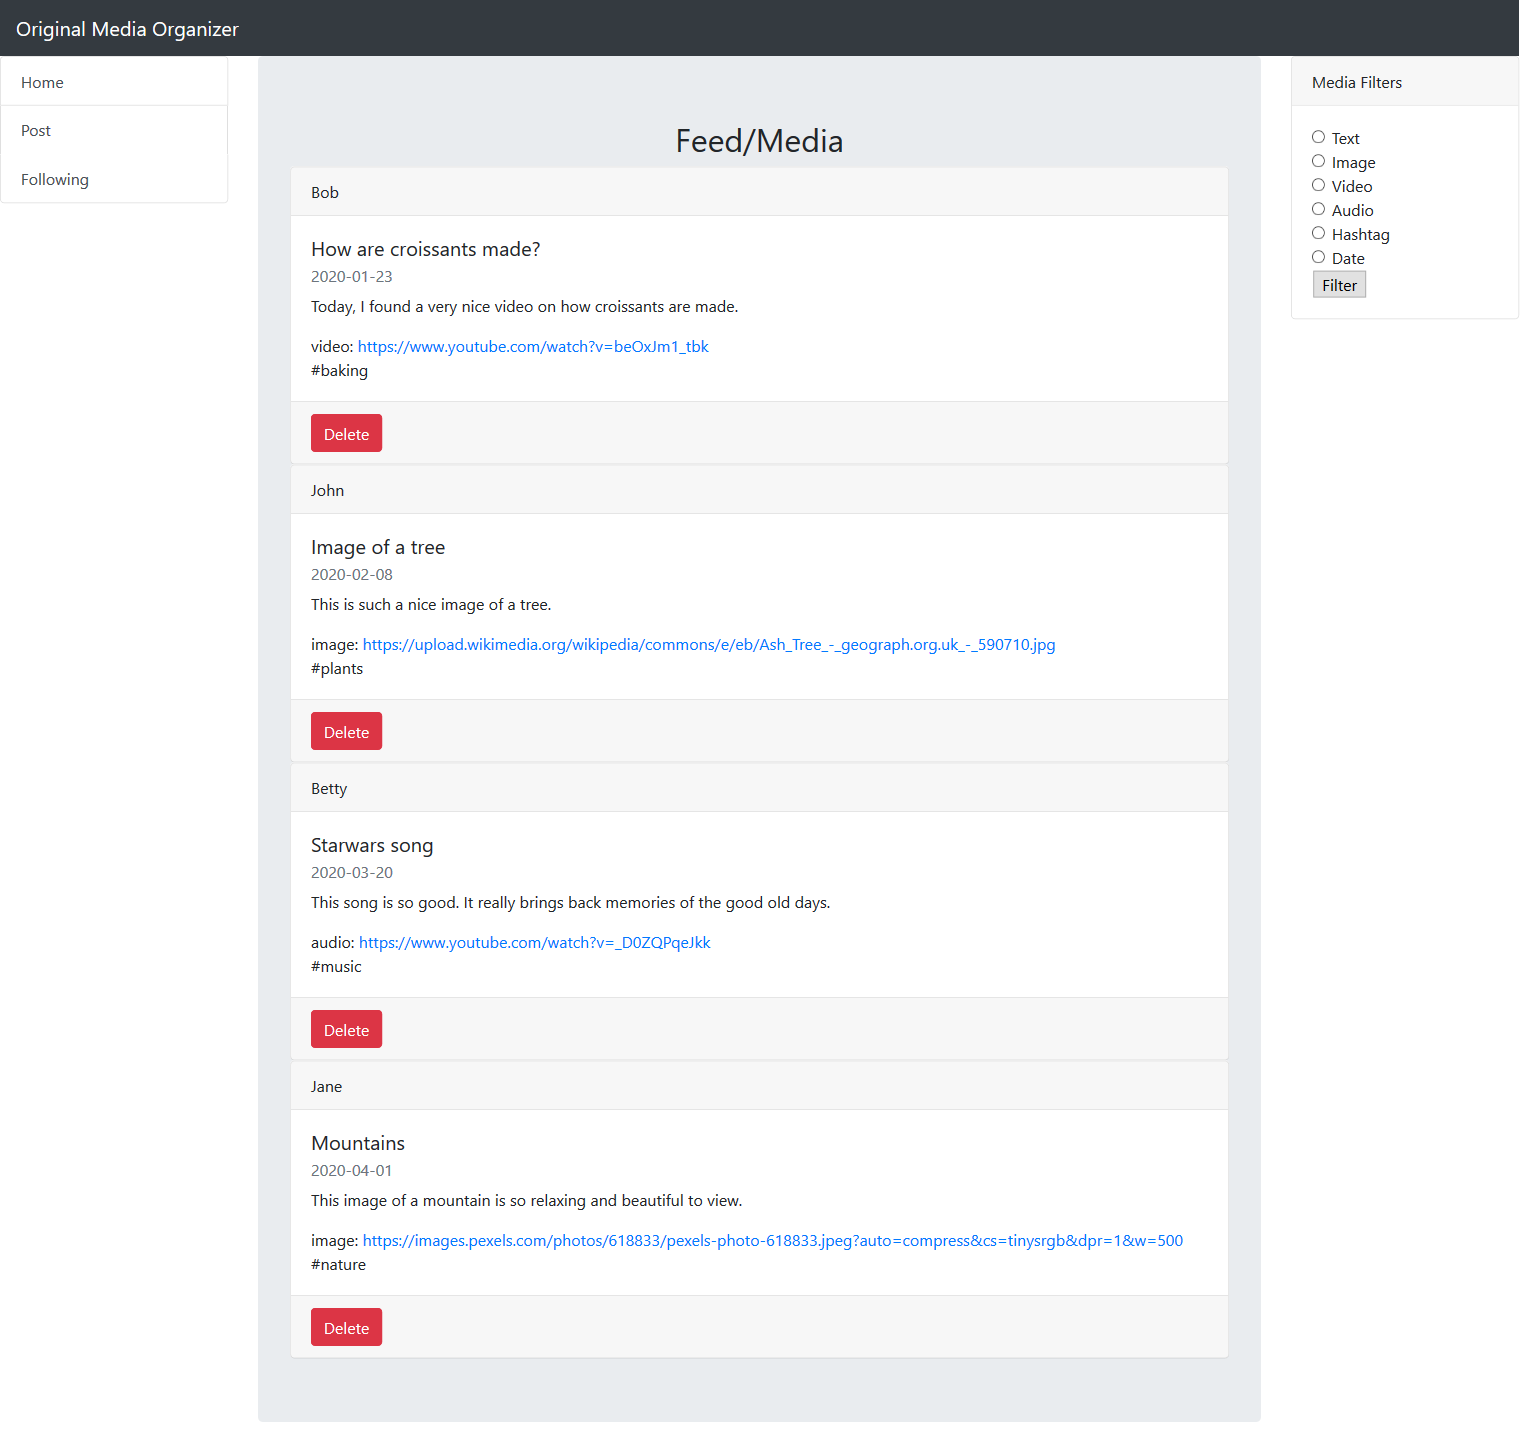 Original Media Organizer
Home
Post
Following
Feed/Media
Bob
How are croissants made?
2020-01-23
Today, I found a very nice video on how croissants are made.
video: https://www.youtube.com/watch?v=beOxJm1_tbk
#baking
Delete
John
Image of a tree
2020-02-08
This is such a nice image of a tree.
image: https://upload.wikimedia.org/wikipedia/commons/e/eb/Ash_Tree_-_geograph.org.uk_-_590710.jpg
#plants
Delete
Betty
Starwars song
2020-03-20
This song is so good. It really brings back memories of the good old days.
audio: https://www.youtube.com/watch?v=_D0ZQPqeJkk
#music
Delete
Jane
Mountains
2020-04-01
This image of a mountain is so relaxing and beautiful to view.
image: https://images.pexels.com/photos/618833/pexels-photo-618833.jpeg?auto=compress&cs=tinysrgb&dpr=1&w=500
#nature
Delete
Media Filters
Text
Image
Video
Audio
Hashtag
Date
Filter